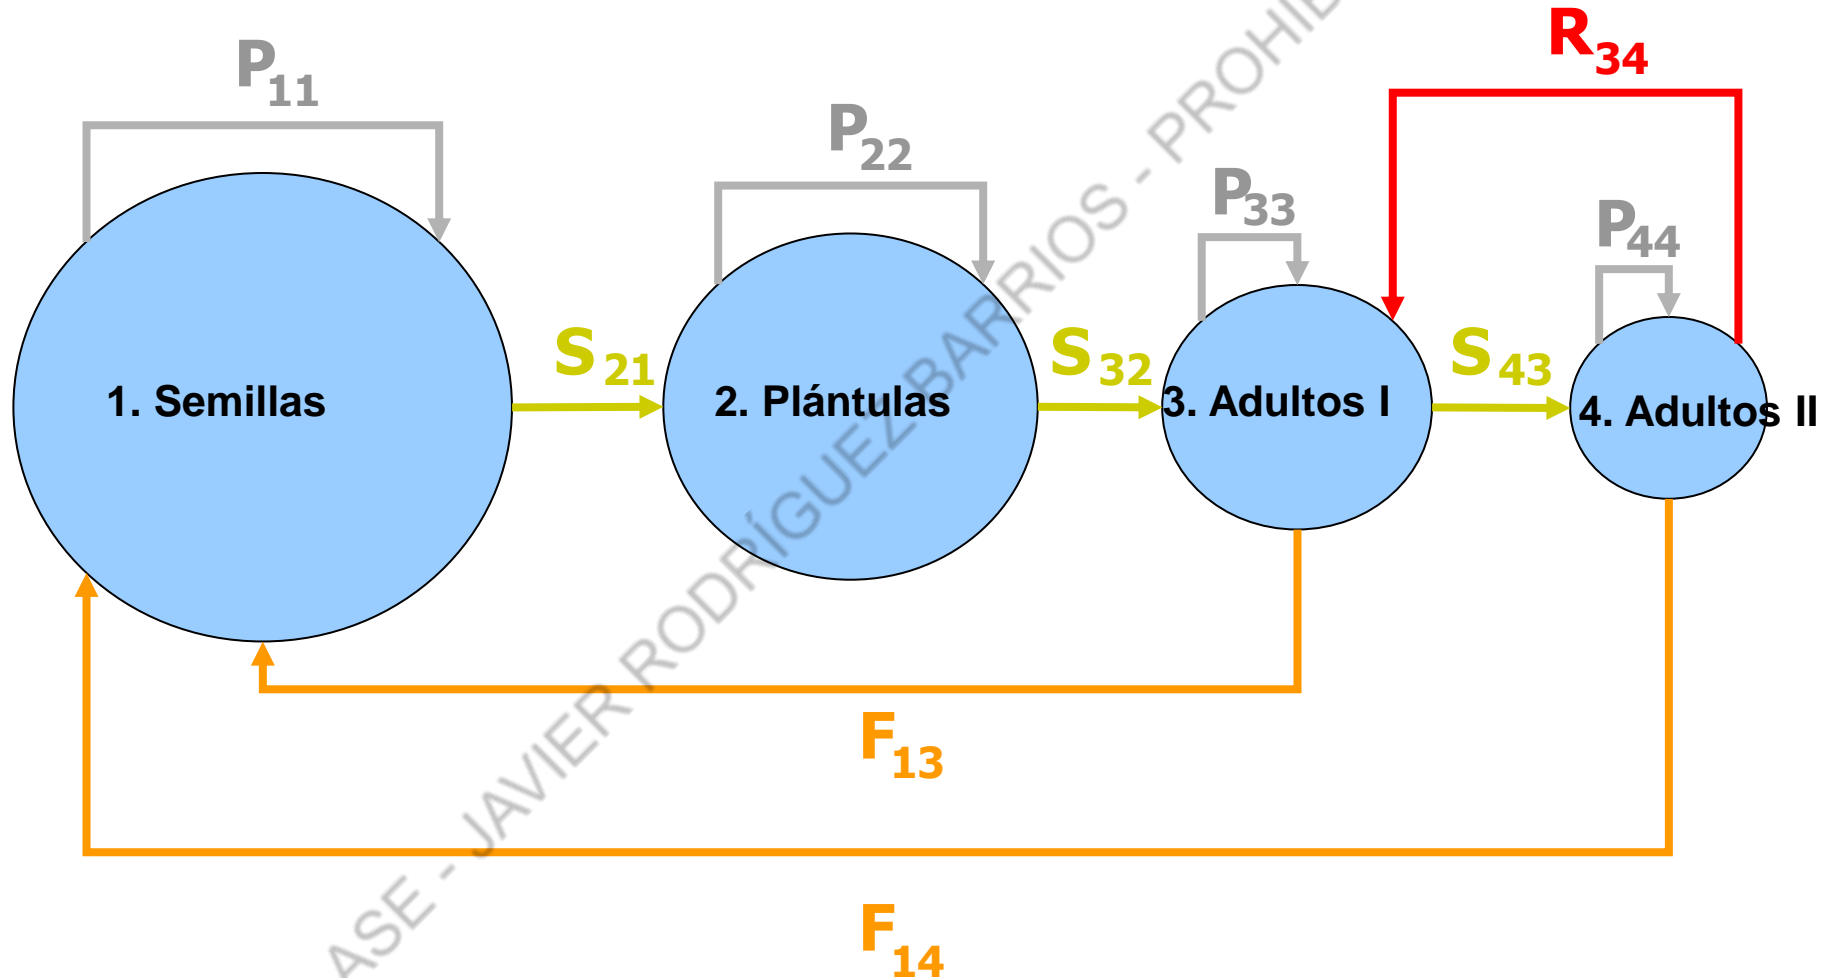 R34
P11
P22
P33
P44
S21
S32
S43
1. Semillas
2. Plántulas
3. Adultos I
4. Adultos II
F13
F14
ASE - JAVIER RODRÍGUEZ BARRIOS -